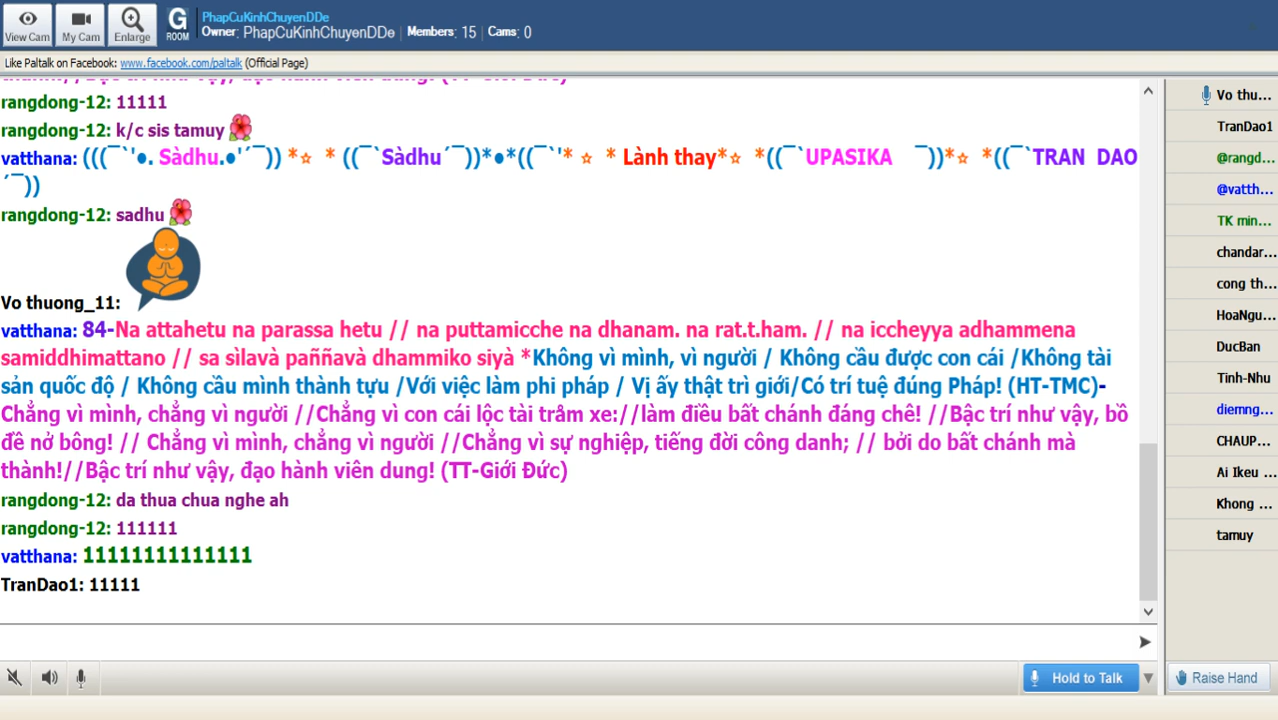 PhapCuKinhChuyenDDe
View Cam
My Cam
Enlarge
G
ROOM
Owner: PhapCuKinhChuyenDDe | Members: 15 | Cams: 0
Like Paltalk on Facebook: www.facebook.com/paltalk (Official Page)
rangdong-12: 11111
rangdong-12: k/c sis tamuy
vatthana: (((¯`'●. Sàdhu.●'´¯)) *☆ * ((¯`Sàdhu´¯))*●*((¯`'* ☆ * Lành thay*☆ *((¯`UPASIKA ¯))*☆ *((¯`TRAN DAO
´¯))
rangdong-12: sadhu
Vo thuong_11:
vatthana: 84-Na attahetu na parassa hetu // na puttamicche na dhanam. na rat.t.ham. // na iccheyya adhammena
samiddhimattano // sa sìlavà paññavà dhammiko siyà *Không vì mình, vì người / Không cầu được con cái /Không tài
sản quốc độ / Không cầu mình thành tựu /Với việc làm phi pháp / Vị ấy thật trì giới/Có trí tuệ đúng Pháp! (HT-TMC)-
Chẳng vì mình, chẳng vì người //Chẳng vì con cái lộc tài trăm xe://làm điều bất chánh đáng chê! //Bậc trí như vậy, bồ
đề nở bông! // Chẳng vì mình, chẳng vì người //Chẳng vì sự nghiệp, tiếng đời công danh; // bởi do bất chánh mà
thành!//Bậc trí như vậy, đạo hành viên dung! (TT-Giới Đức)
rangdong-12: da thua chua nghe ah
rangdong-12: 111111
vatthana: 11111111111111
TranDao1: 11111
Vo thu...
TranDao1
@rangd...
@vatth...
TK min...
chandar...
cong th...
HoaNgu...
DucBan
Tinh-Nhu
diemng...
CHAUP...
Ai Ikeu ...
Khong ...
tamuy
Hold to Talk
Raise Hand